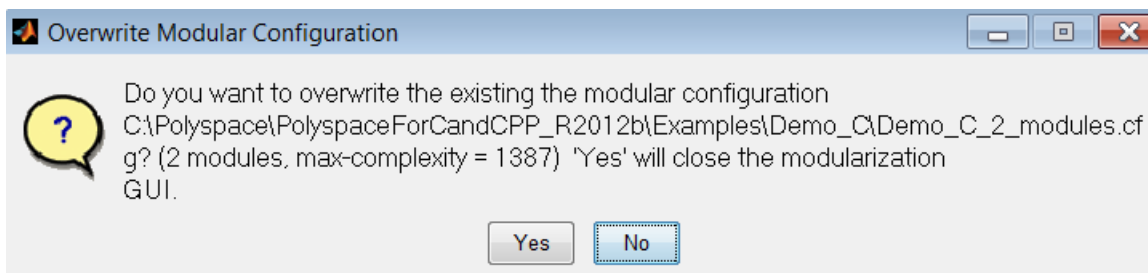 Overwrite Modular Configuration
Do you want to overwrite the existing the modular configuration
C:\Polyspace\PolyspaceForCandCPP_R2012b\Examples\Demo_C\Demo_C_2_modules.cf
g? (2 modules, max-complexity = 1387)  'Yes' will close the modularization
GUI.
?
Yes No